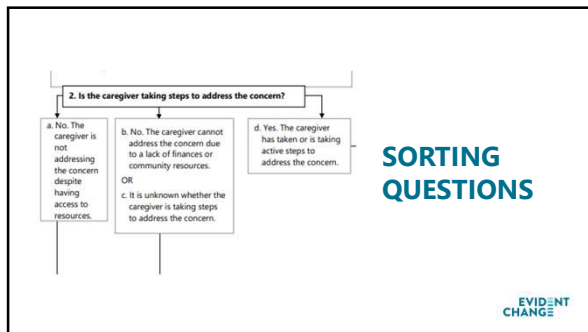 2. Is the caregiver taking steps to address the concern?
a. No. The
caregiver is
not
addressing
the concern
despite
having
access to
resources.
b. No. The caregiver cannot
address the concern due
to a lack of finances or
community resources.
OR
c. It is unknown whether the
caregiver is taking steps
to address the concern.
d. Yes. The caregiver
has taken or is taking
active steps to
address the concern.
SORTING
QUESTIONS
EVIDENT
CHANGE